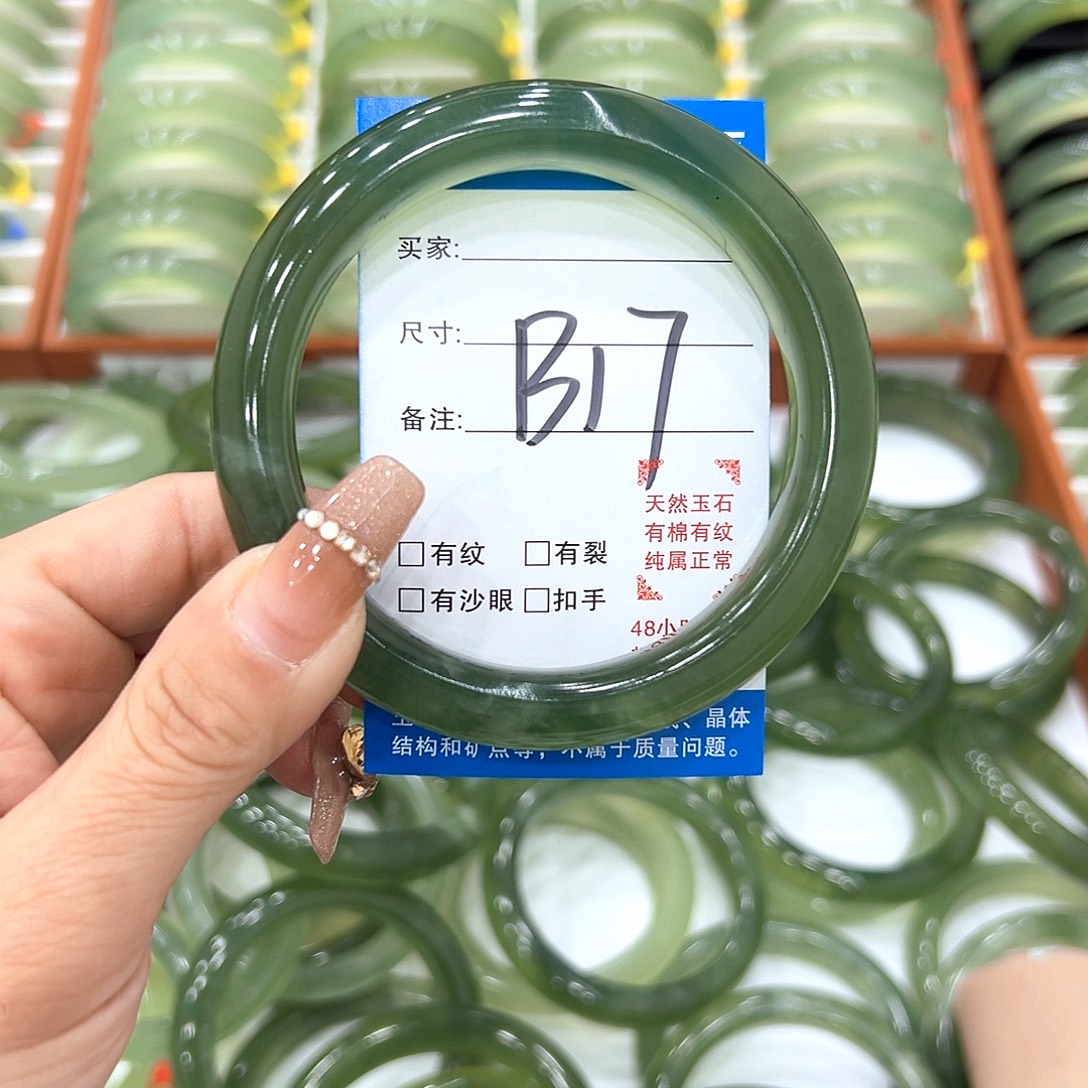 买家:
尺寸:
B17
备注:
天然玉石
有棉有纹
纯属正常
□有纹 □有裂
□有沙眼 □扣手
48小
、晶体
结构和矿点等，不属于质量问题。